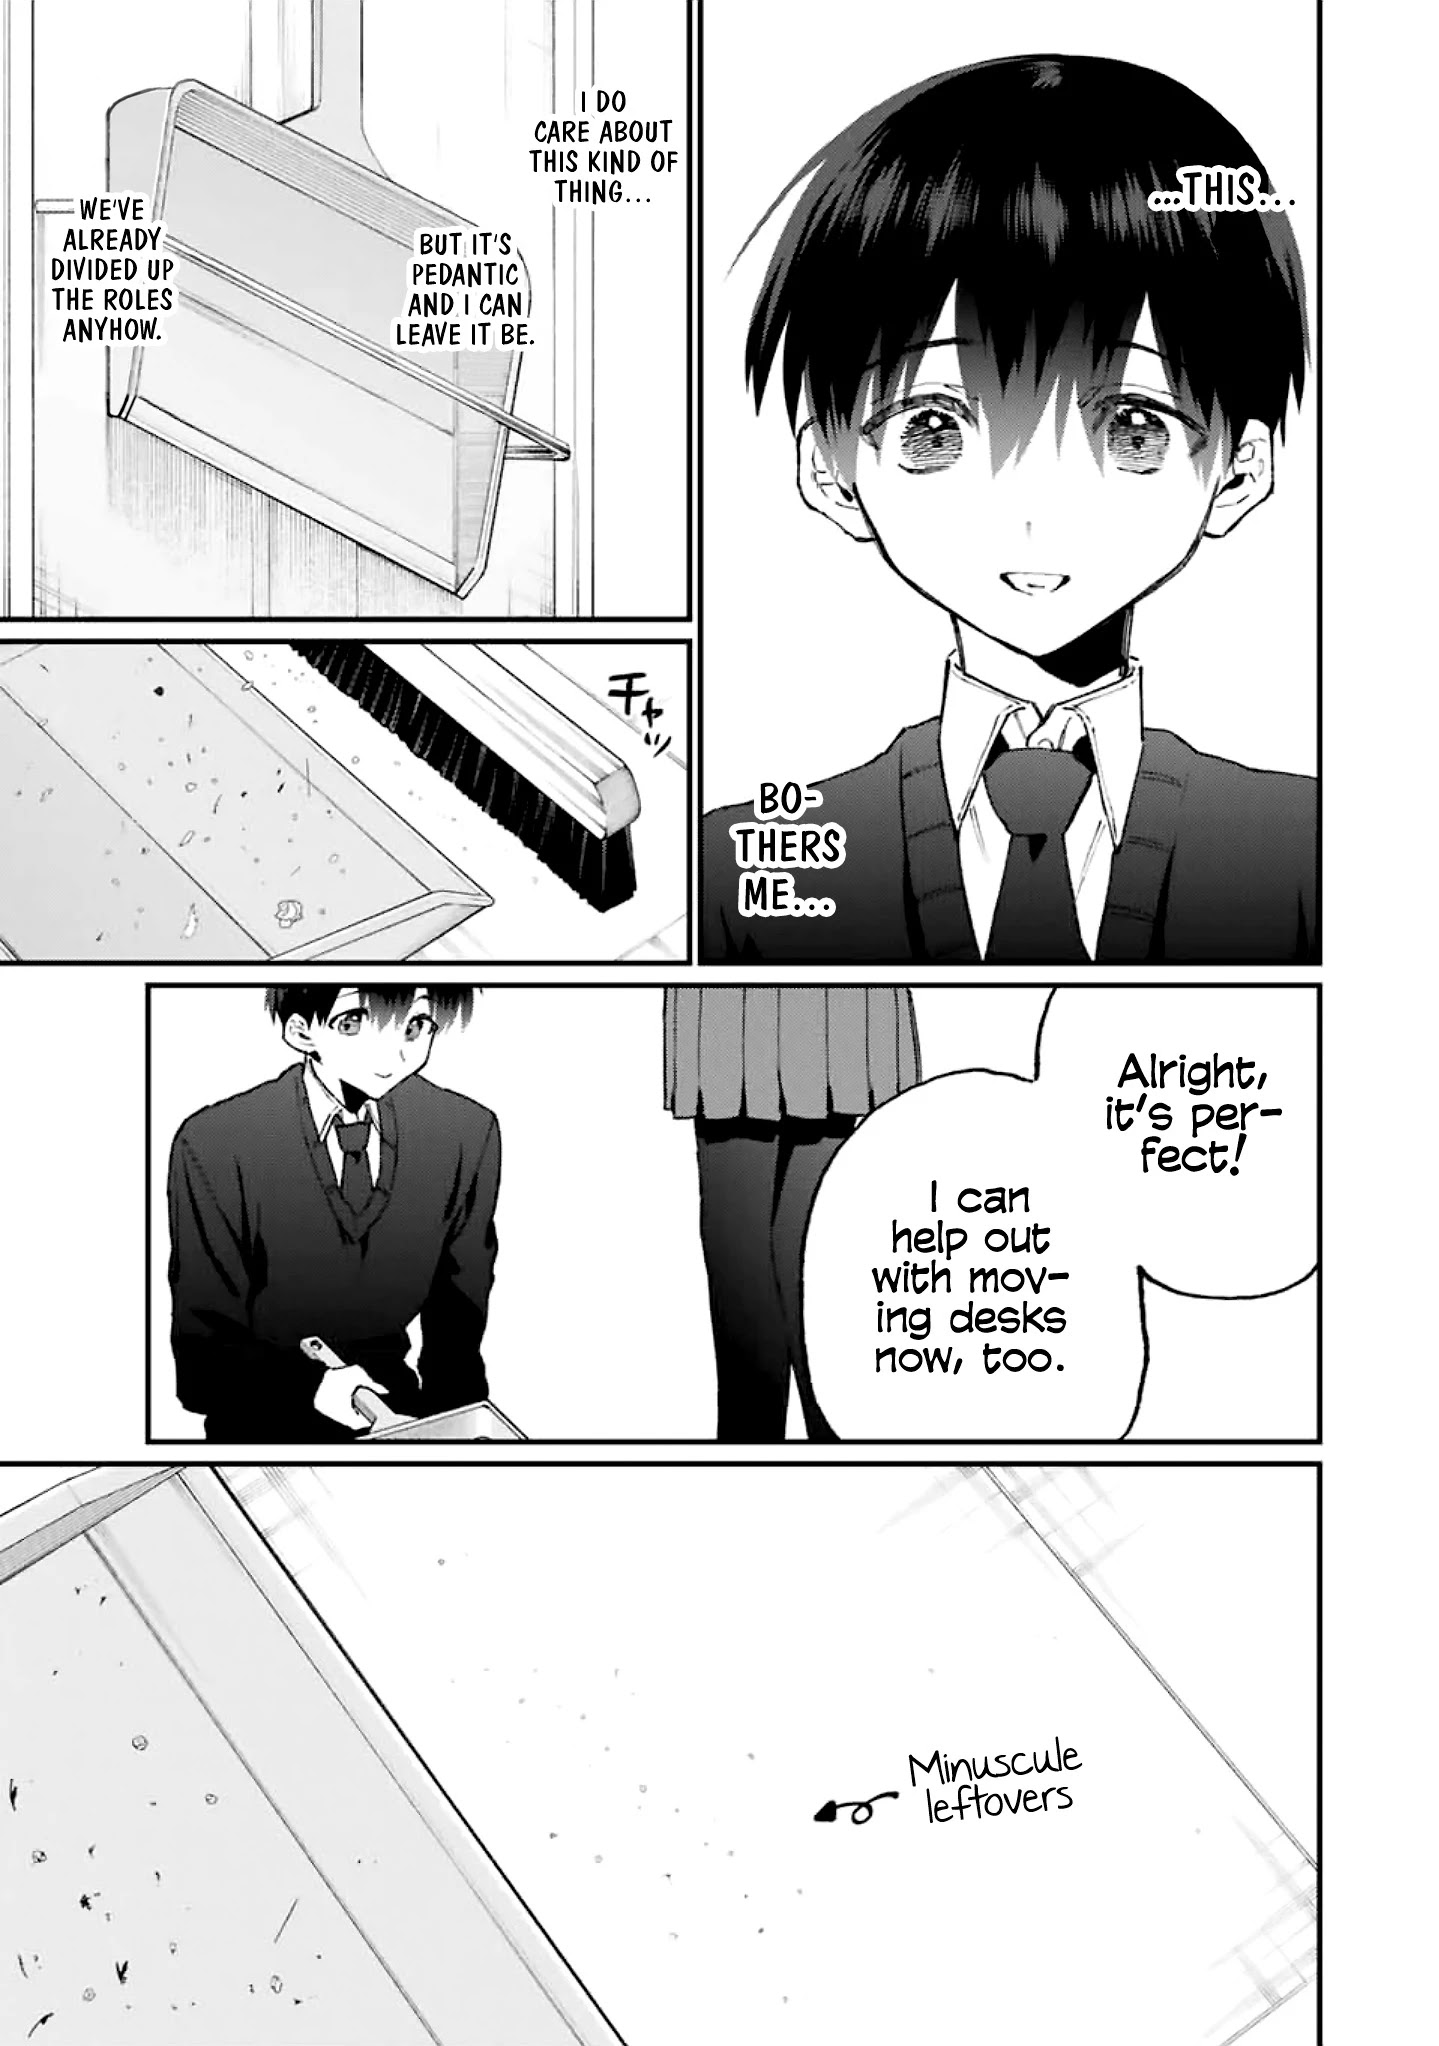 ...THIS...
BO-
THERS
ME...
I DO
CARE ABOUT
THIS KIND OF
THING...
BUT IT'S
PEDANTIC
AND I CAN
LEAVE IT BE.
WE'VE
ALREADY
DIVIDED UP
THE ROLES
ANYHOW.
チャッ
Alright,
it's per-
fect!
I can
help out
with mov-
ing desks
now, too.
Minuscule
leftovers